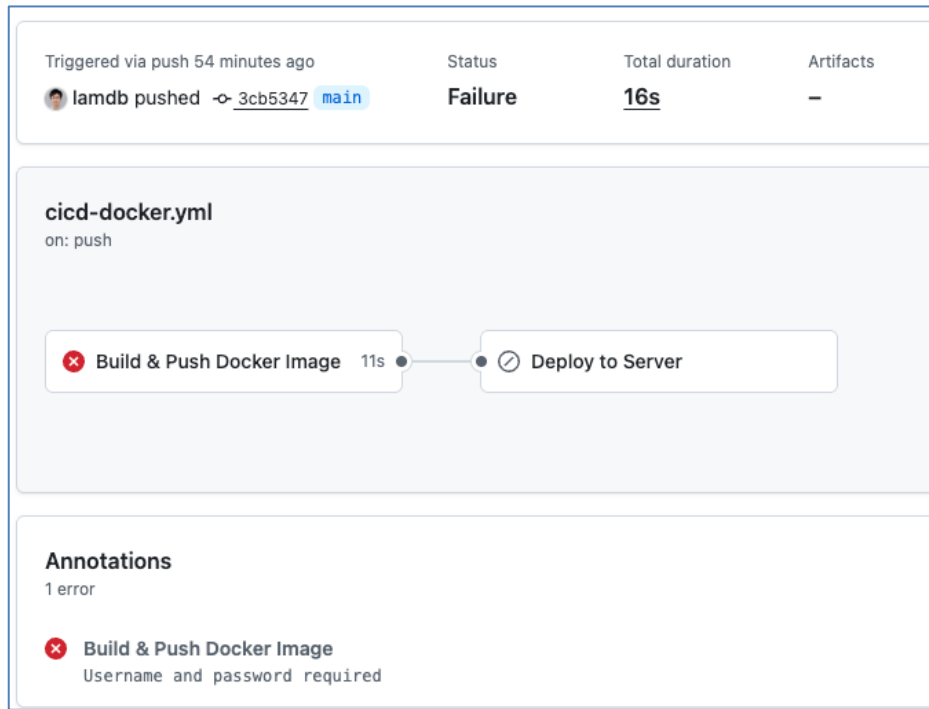 Triggered via push 54 minutes ago
lamdb pushed 3cb5347 main
Status
Failure
Total duration
16s
Artifacts
–
cicd-docker.yml
on: push
Build & Push Docker Image 11s
Deploy to Server
Annotations
1 error
Build & Push Docker Image
Username and password required